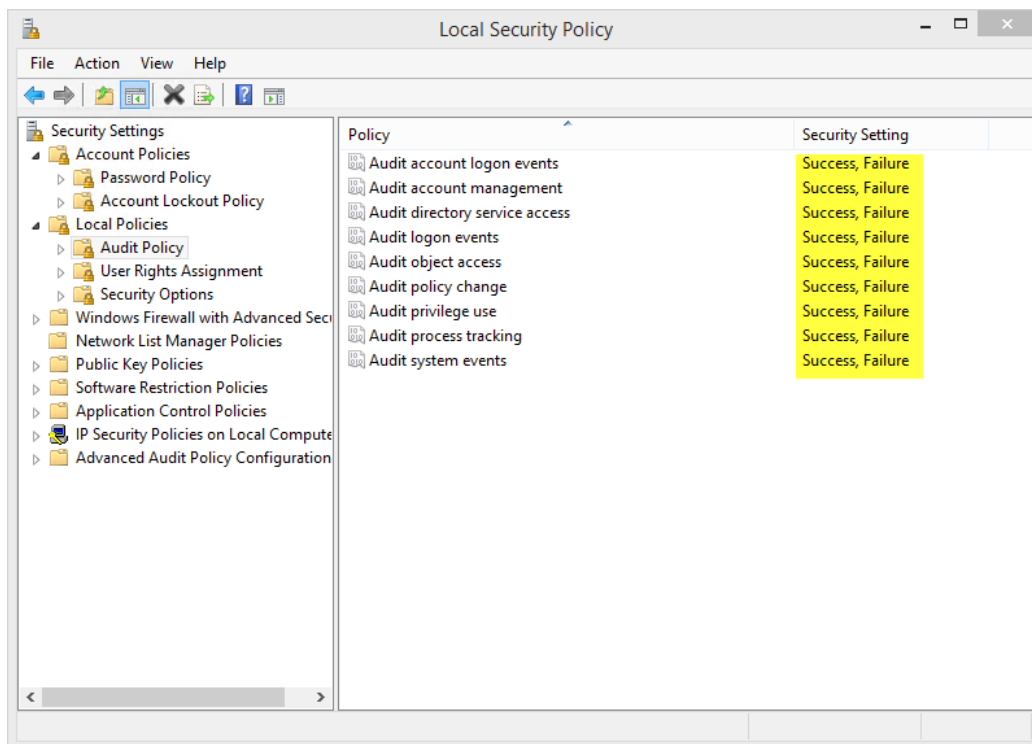 Local Security Policy
File Action View Help
Security Settings
Account Policies
Password Policy
Account Lockout Policy
Local Policies
Audit Policy
User Rights Assignment
Security Options
Windows Firewall with Advanced Secu
Network List Manager Policies
Public Key Policies
Software Restriction Policies
Application Control Policies
IP Security Policies on Local Compute
Advanced Audit Policy Configuration
Policy Security Setting
Audit account logon events Success, Failure
Audit account management Success, Failure
Audit directory service access Success, Failure
Audit logon events Success, Failure
Audit object access Success, Failure
Audit policy change Success, Failure
Audit privilege use Success, Failure
Audit process tracking Success, Failure
Audit system events Success, Failure